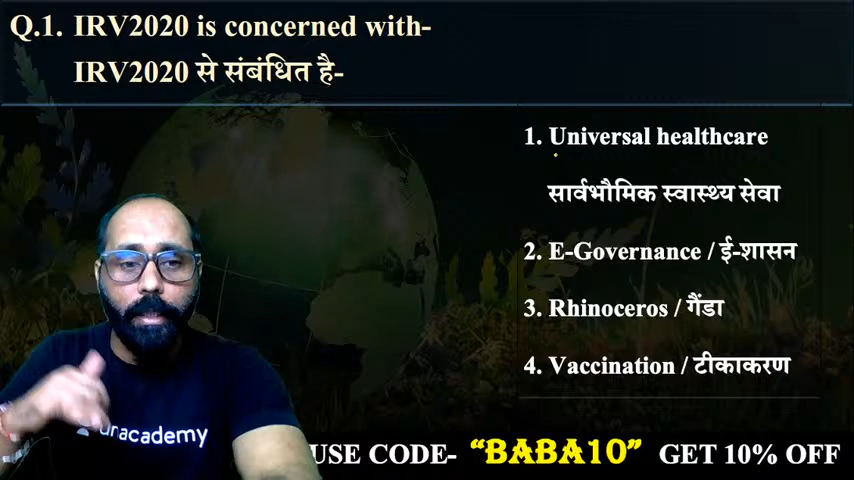 Q.1. IRV2020 is concerned with-
IRV2020 से संबंधित है-
1. Universal healthcare
सार्वभौमिक स्वास्थ्य सेवा
2. E-Governance / ई-शासन
3. Rhinoceros / गैंडा
4. Vaccination / टीकाकरण
unacademy
USE CODE- “BABA10” GET 10% OFF